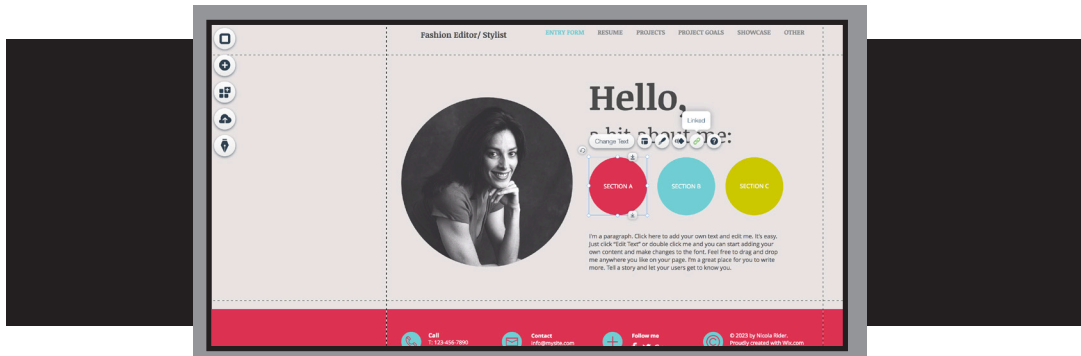 Fashion Editor/ Stylist
ENTRY FORM RESUME PROJECTS PROJECT GOALS SHOWCASE OTHER
Hello,
Linked
a bit about me:
Change Text
SECTION A SECTION B SECTION C
I'm a paragraph. Click here to add your own text and edit me. It's easy.
Just click "Edit Text" or double click me and you can start adding your
own content and make changes to the font. Feel free to drag and drop
me anywhere you like on your page. I'm a great place for you to write
more. Tell a story and let your users get to know you.
Call
T: 123-456-7890
Contact
info@mysite.com
Follow me
© 2023 by Nicola Rider.
Proudly created with Wix.com